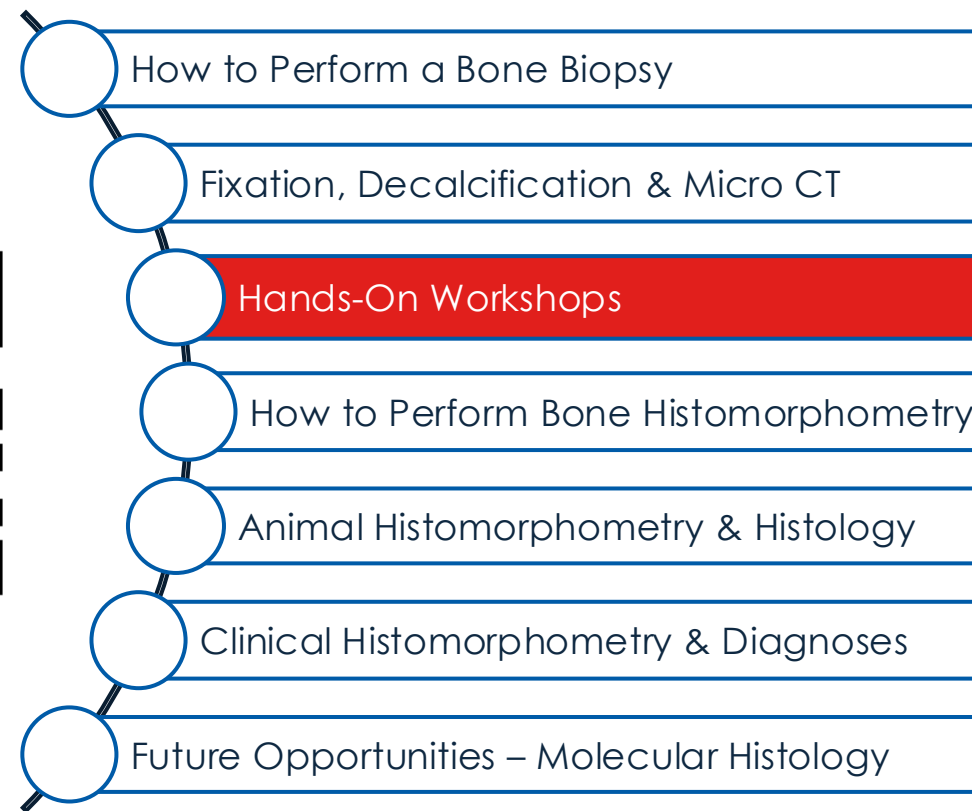 How to Perform a Bone Biopsy
Fixation, Decalcification & Micro CT
Hands-On Workshops
How to Perform Bone Histomorphometry
Animal Histomorphometry & Histology
Clinical Histomorphometry & Diagnoses
Future Opportunities – Molecular Histology